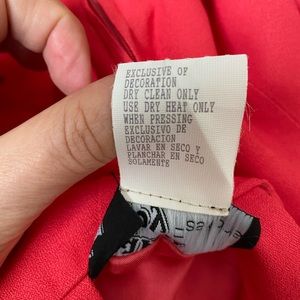 EXCLUSIVE OF
DECORATION
DRY CLEAN ONLY
USE DRY HEAT ONLY
WHEN PRESSING
EXCLUSIVO DE
DECORACION
LAVAR EN SECO Y
PLANCHAR EN SECO
SOLAMENTE